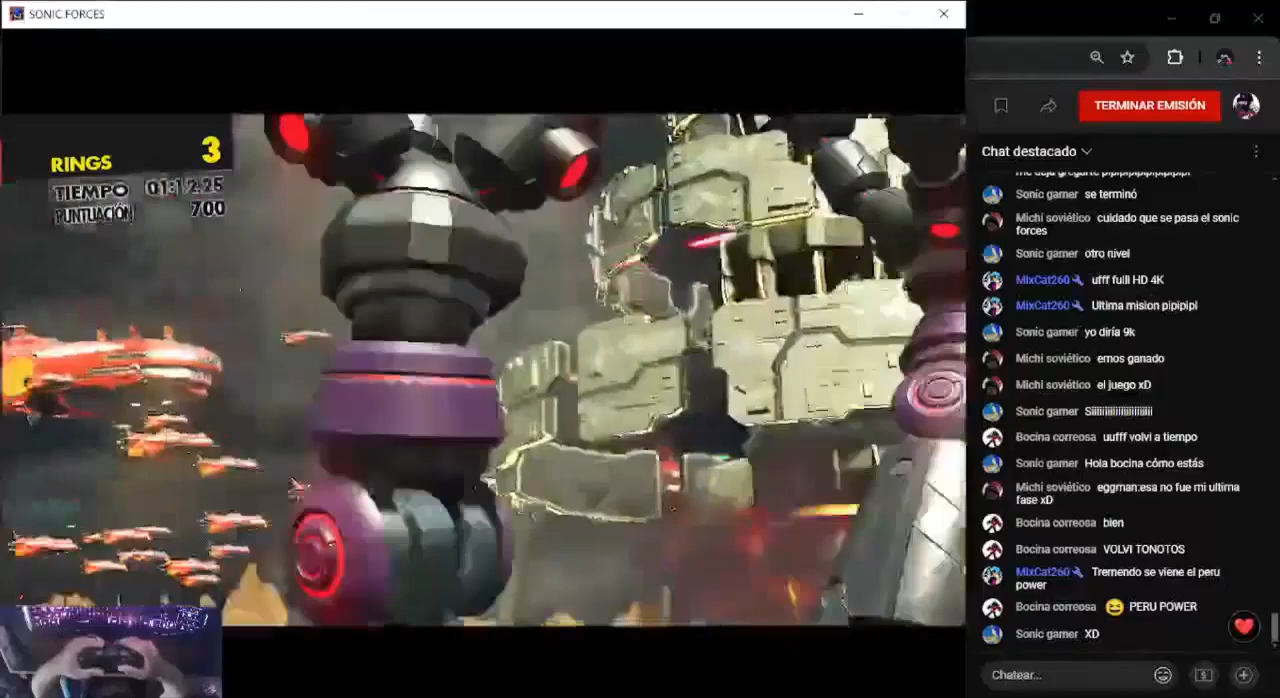 SONIC FORCES
RINGS 3
TIEMPO 01:12.25
PUNTUACIÓN 700
TERMINAR EMISIÓN
Chat destacado
Sonic gamer se terminó
Michi soviético cuidado que se pasa el sonic
forces
Sonic gamer otro nivel
MixCat260 ufff fulll HD 4K
MixCat260 Ultima mision pipipipi
Sonic gamer yo diría 9k
Michi soviético emos ganado
Michi soviético el juego xD
Bocina correosa uufff volvi a tiempo
Sonic gamer Hola bocina cómo estás
Michi soviético eggman:esa no fue mi ultima
fase xD
Bocina correosa bien
Bocina correosa VOLVI TONOTOS
MixCat260 Tremendo se viene el peru
power
Bocina correosa 😆 PERU POWER
Sonic gamer XD
Chatear...